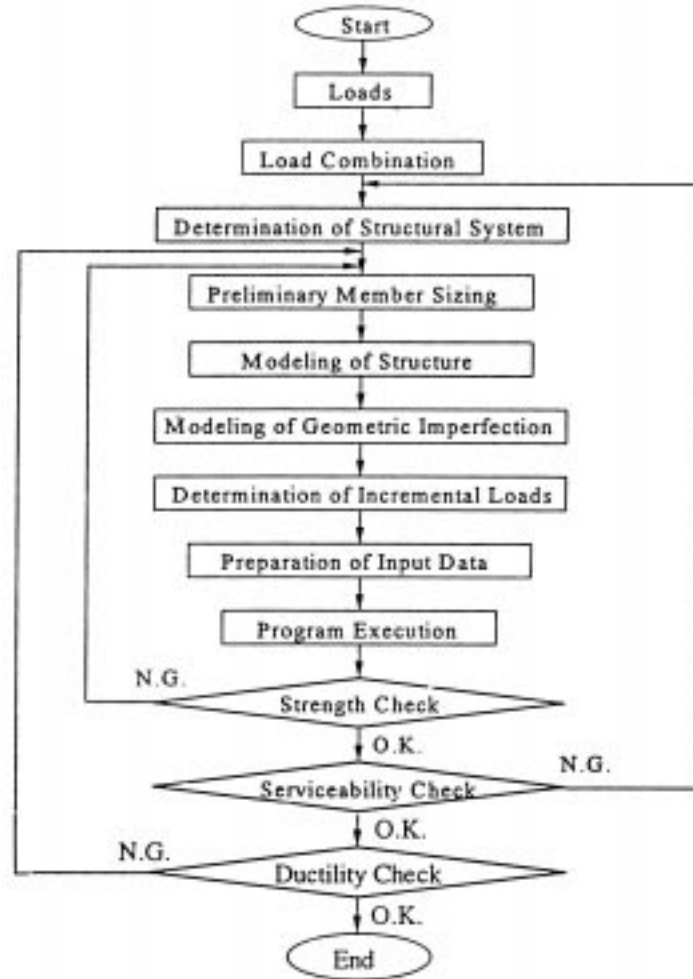 Start
Loads
Load Combination
Determination of Structural System
Preliminary Member Sizing
Modeling of Structure
Modeling of Geometric Imperfection
Determination of Incremental Loads
Preparation of Input Data
Program Execution
N.G.
Strength Check
O.K.
N.G.
Serviceability Check
O.K.
N.G.
Ductility Check
O.K.
End